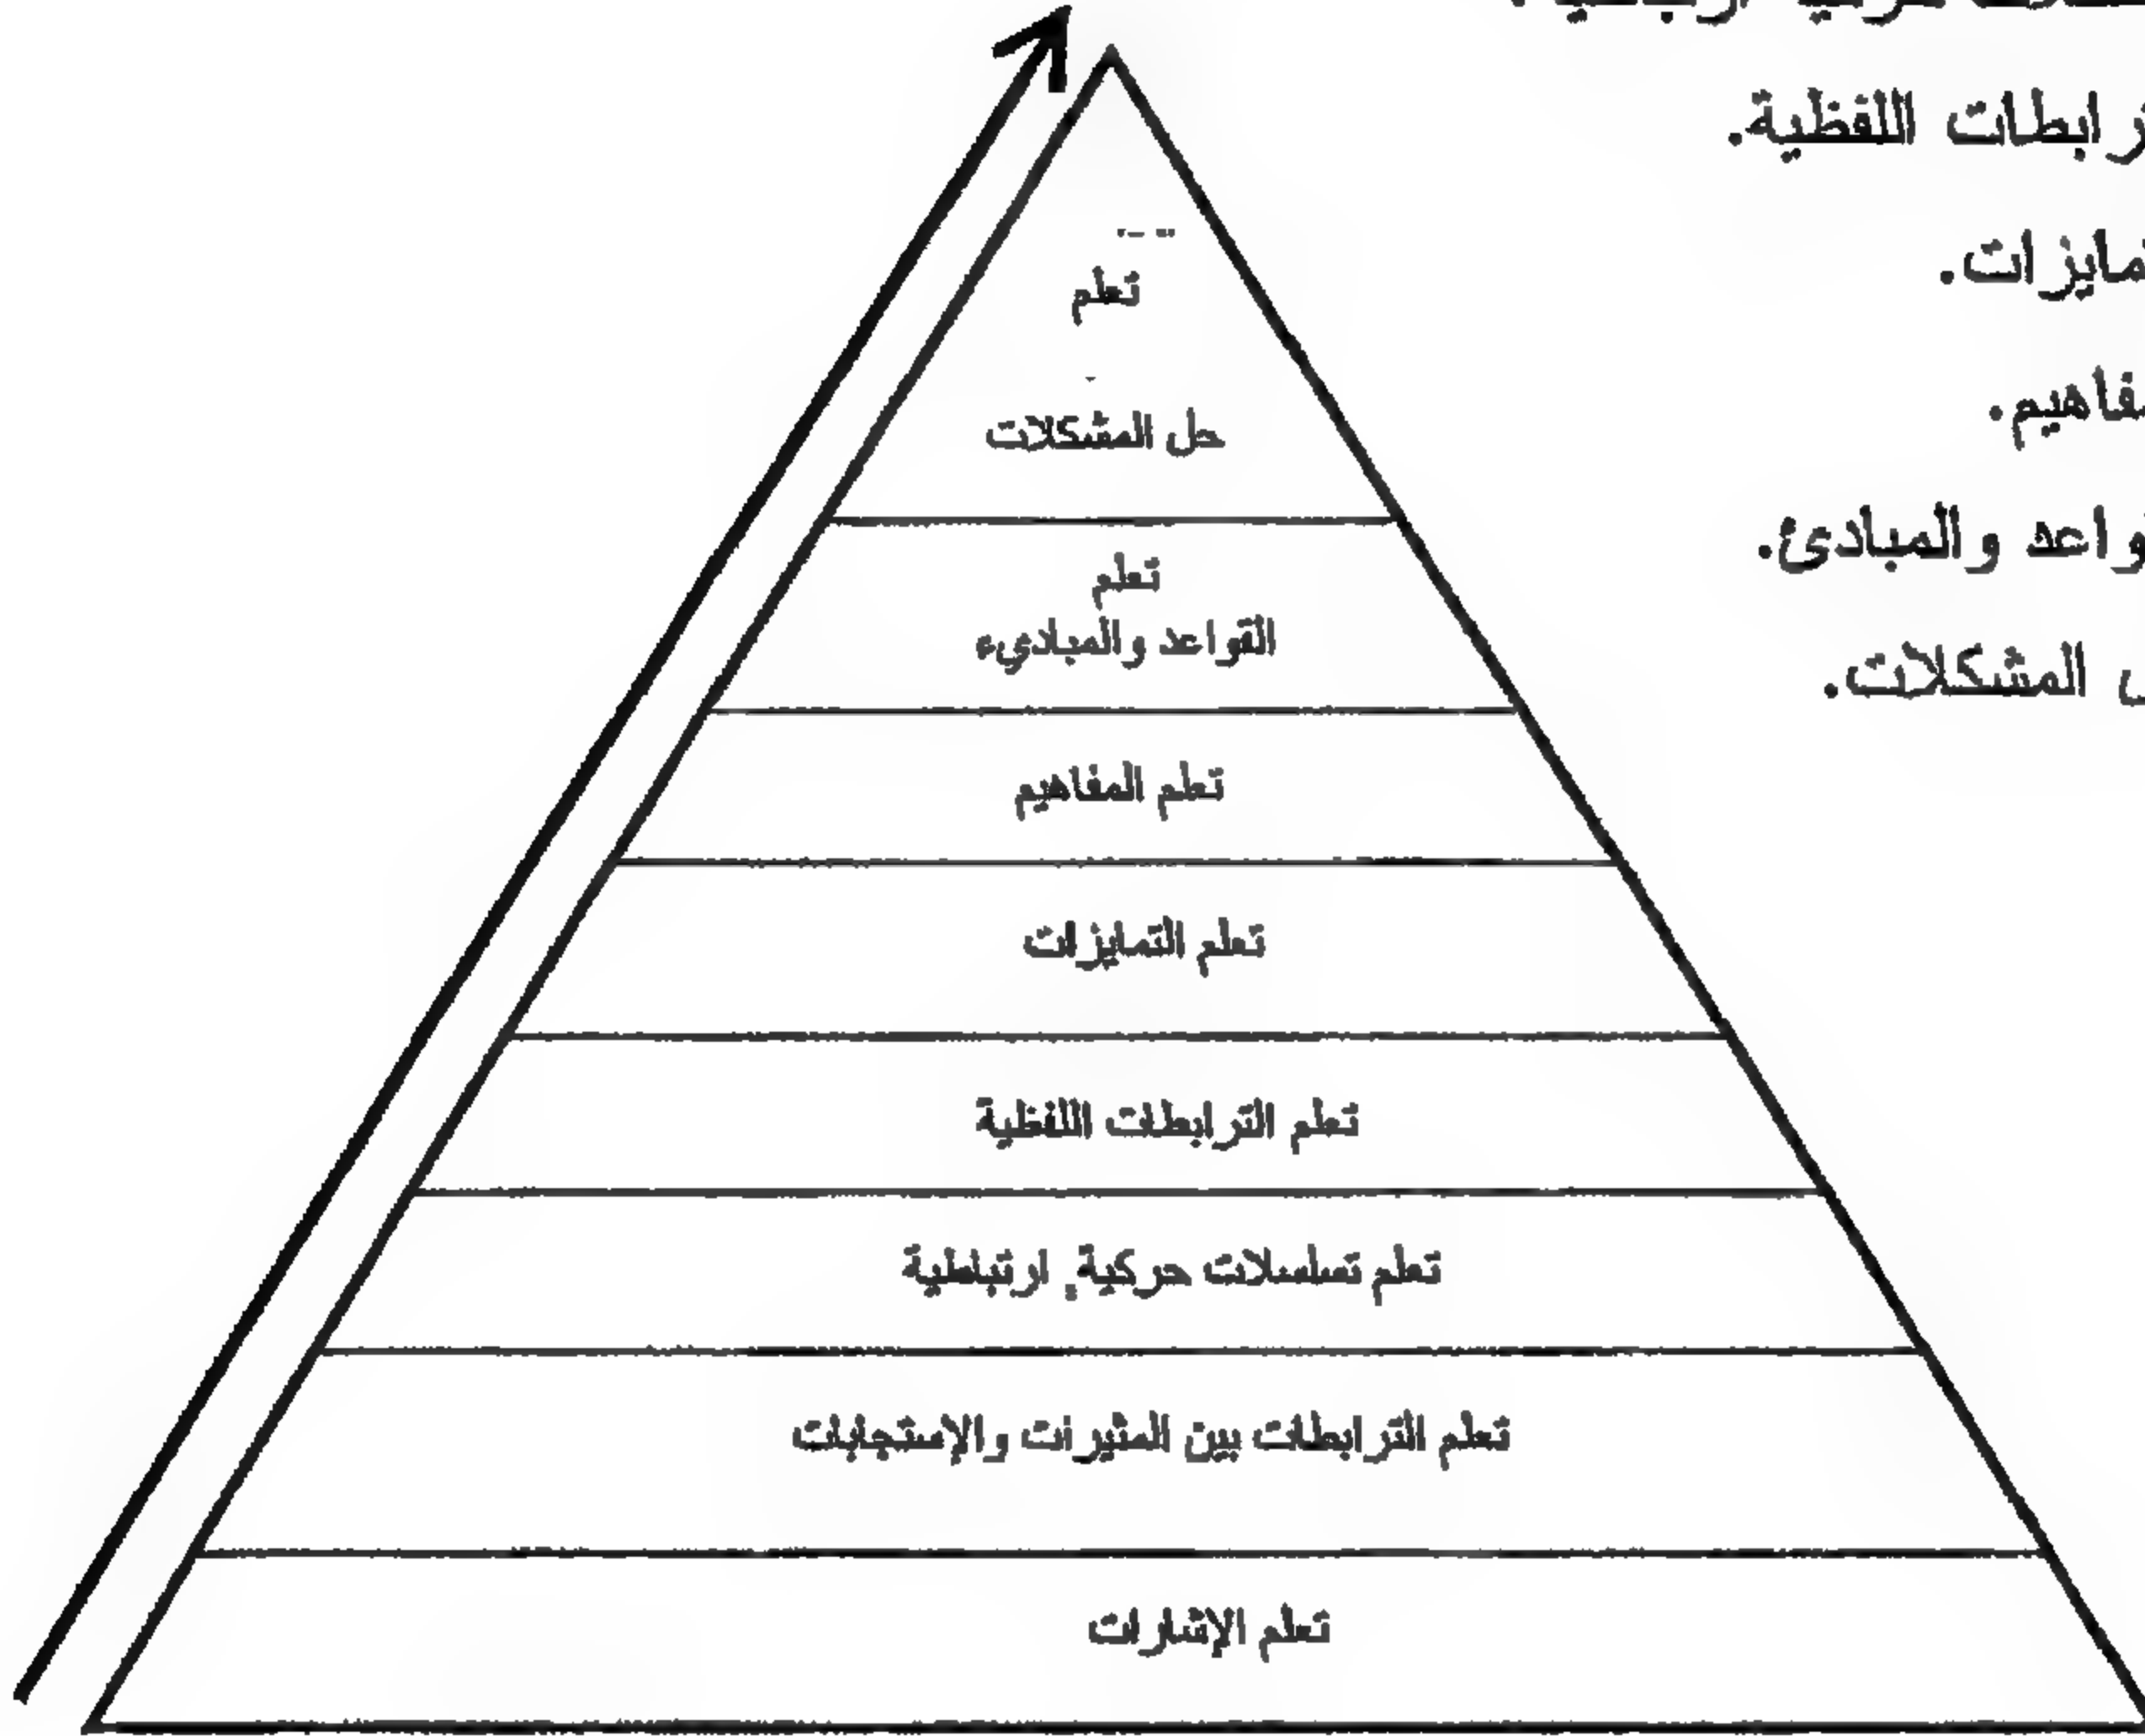 رابطات اللفظية.
مايزات.
فاهيم.
واعد والمبادئ.
المشكلات.
تعلم
حل المشكلات
تعلم
القواعد والمباديء
تعلم المفاهيم
تعلم التمايزات
تعلم الترابطات اللفظية
تعلم تسلسلات حركية ارتباطية
تعلم الترابطات بين المثيرات والإستجابات
تعلم الإشارات